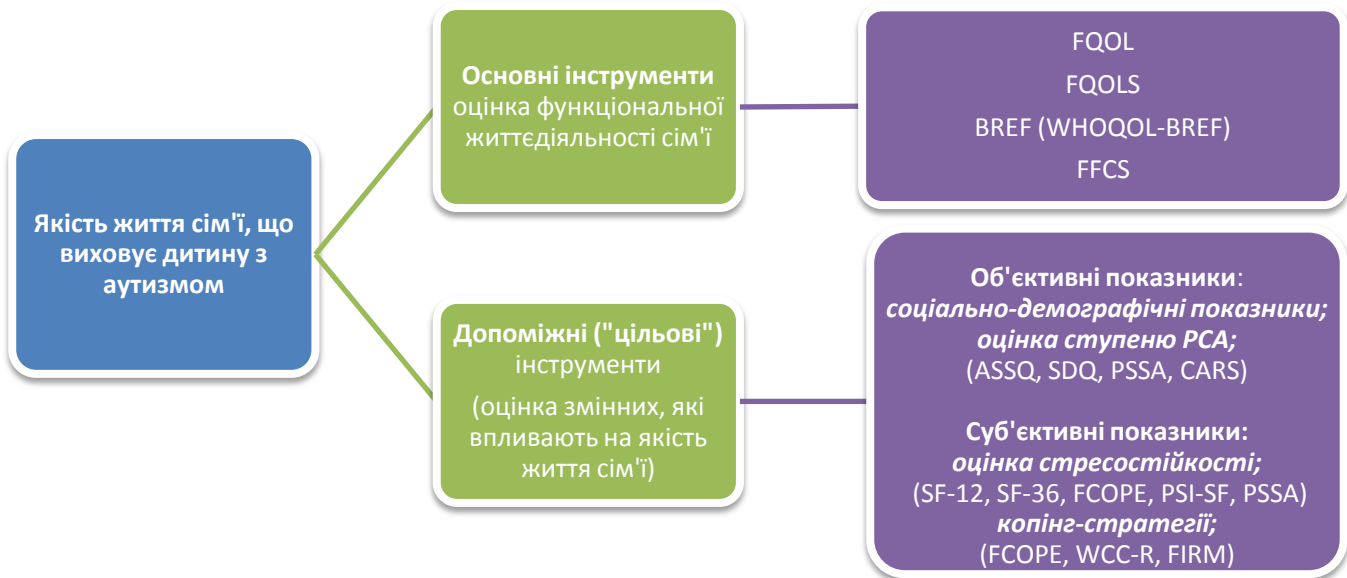 Якість життя сім'ї, що
виховує дитину з
аутизмом
Основні інструменти
оцінка функціональної
життєдіяльності сім'ї
FQOL
FQOLS
BREF (WHOQOL-BREF)
FFCS
Допоміжні ("цільові")
інструменти
(оцінка змінних, які
впливають на якість
життя сім'ї)
Об'єктивні показники:
соціально-демографічні показники;
оцінка ступеню РСА;
(ASSQ, SDQ, PSSA, CARS)
Суб'єктивні показники:
оцінка стресостійкості;
(SF-12, SF-36, FCOPE, PSI-SF, PSSA)
копінг-стратегії;
(FCOPE, WCC-R, FIRM)